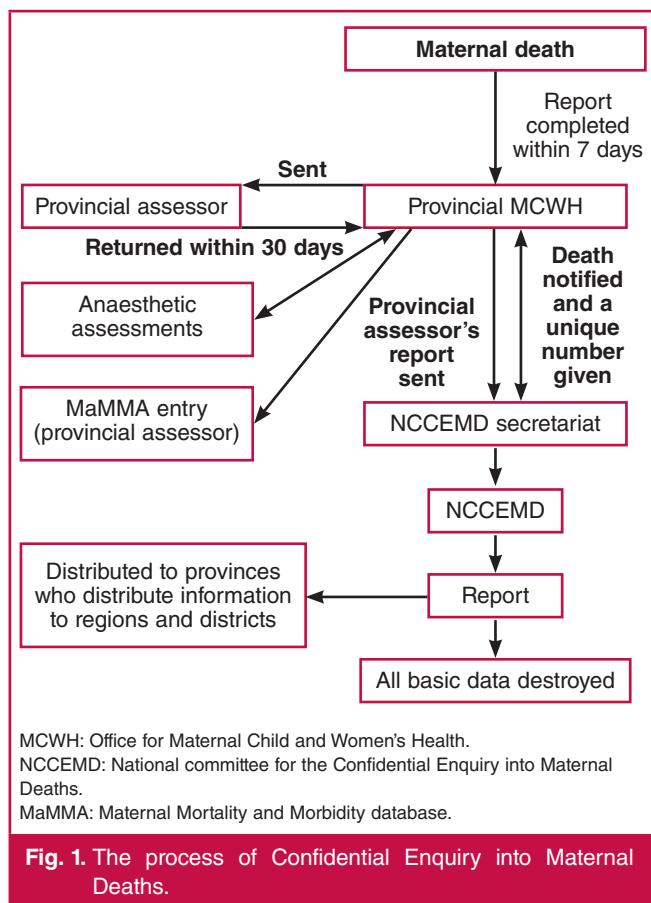 Maternal death
Report
completed
within 7 days
Sent
Provincial assessor
Provincial MCWH
Returned within 30 days
Anaesthetic
assessments
Provincial
assessor's
report
sent
Death
notified
and a
unique
number
given
MaMMA entry
(provincial assessor)
NCCEMD secretariat
NCCEMD
Distributed to provinces
who distribute information
to regions and districts
Report
All basic data destroyed
MCWH: Office for Maternal Child and Women's Health.
NCCEMD: National committee for the Confidential Enquiry into Maternal
Deaths.
MaMMA: Maternal Mortality and Morbidity database.
Fig. 1. The process of Confidential Enquiry into Maternal
Deaths.